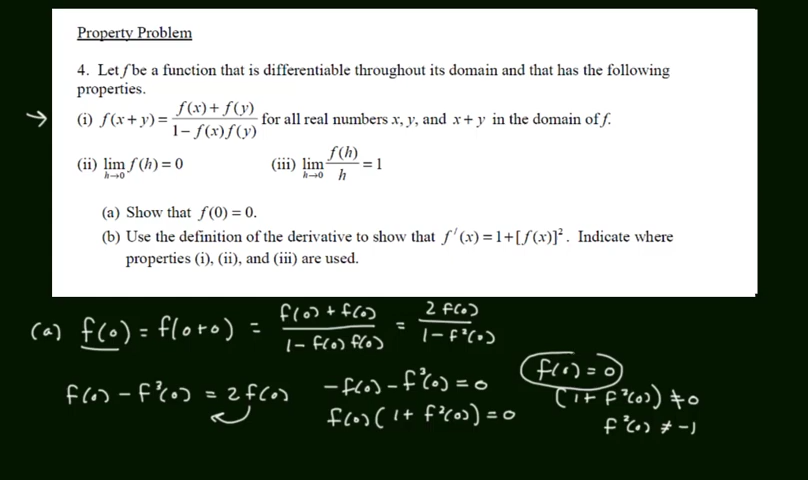 Property Problem
4. Let f be a function that is differentiable throughout its domain and that has the following
properties.
→ (i) f(x + y) = (f(x) + f(y)) / (1 − f(x)f(y)) for all real numbers x, y, and x + y in the domain of f.
(ii) lim h→0 f(h) = 0 (iii) lim h→0 f(h)/h = 1
(a) Show that f(0) = 0.
(b) Use the definition of the derivative to show that f′(x) = 1 + [f(x)]². Indicate where
properties (i), (ii), and (iii) are used.
(a) f(0) = f(0+0) = (f(0) + f(0)) / (1 − f(0) f(0)) = 2 f(0) / (1 − f²(0))
f(0) − f³(0) = 2 f(0) −f(0) − f³(0) = 0 f(0) = 0
f(0)(1 + f²(0)) = 0 (1 + f²(0)) ≠ 0
f²(0) ≠ −1